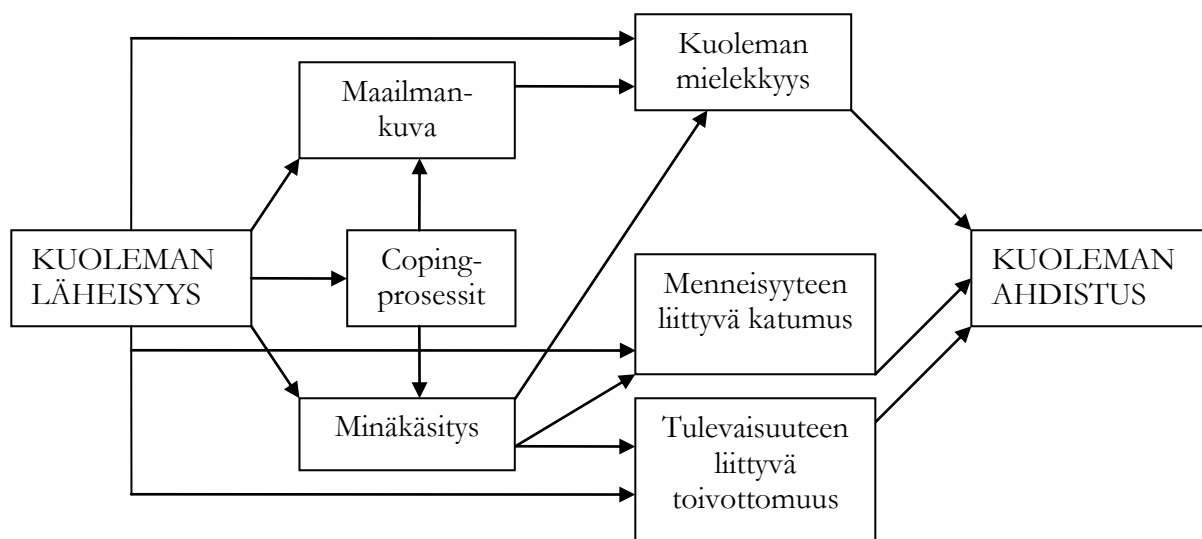 Kuoleman
mielekkyys
Maailman-
kuva
KUOLEMAN
LÄHEISYYS
Coping-
prosessit
Menneisyyteen
liittyvä katumus
KUOLEMAN
AHDISTUS
Minäkäsitys
Tulevaisuuteen
liittyvä
toivottomuus